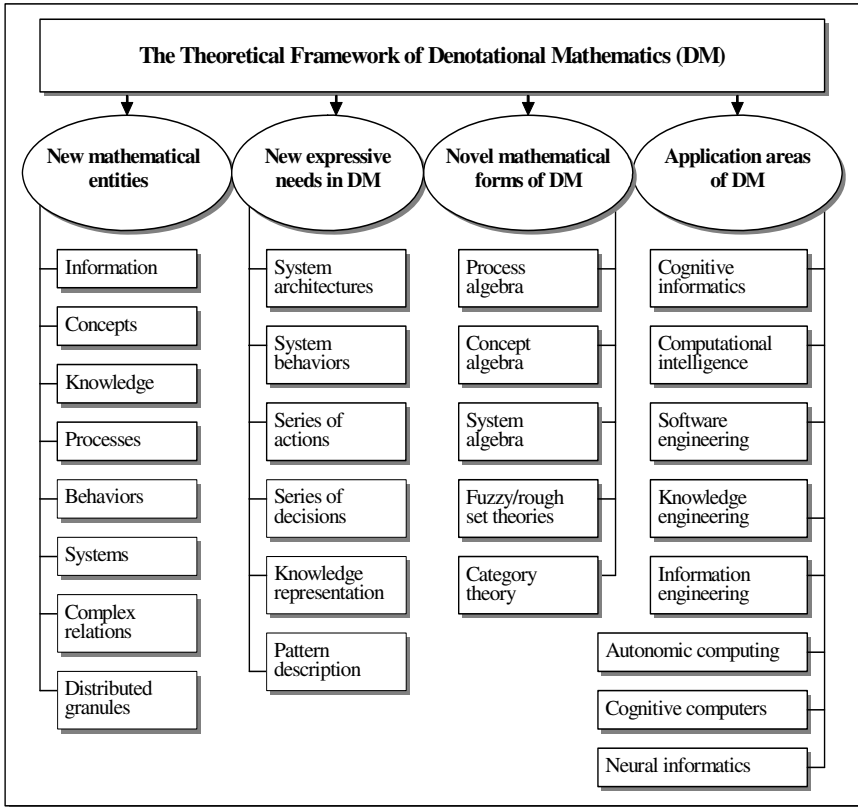 The Theoretical Framework of Denotational Mathematics (DM)
New mathematical
entities
Information
Concepts
Knowledge
Processes
Behaviors
Systems
Complex
relations
Distributed
granules
New expressive
needs in DM
System
architectures
System
behaviors
Series of
actions
Series of
decisions
Knowledge
representation
Pattern
description
Novel mathematical
forms of DM
Process
algebra
Concept
algebra
System
algebra
Fuzzy/rough
set theories
Category
theory
Application areas
of DM
Cognitive
informatics
Computational
intelligence
Software
engineering
Knowledge
engineering
Information
engineering
Autonomic computing
Cognitive computers
Neural informatics